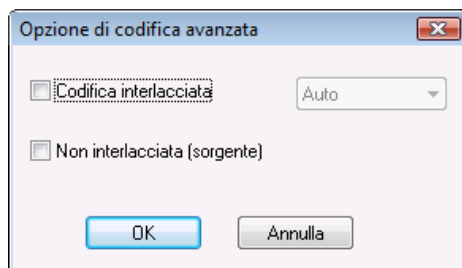 Opzione di codifica avanzata
Codifica interlacciata Auto
Non interlacciata (sorgente)
OK Annulla